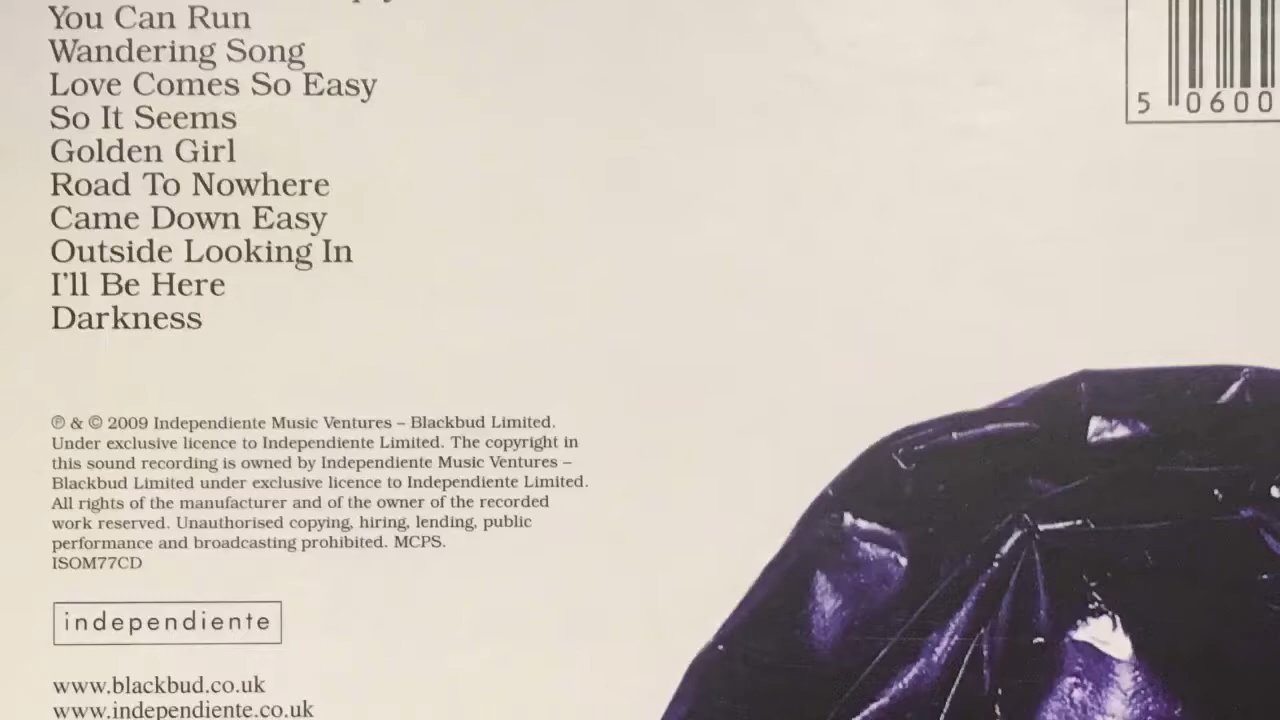 You Can Run
Wandering Song
Love Comes So Easy
So It Seems
Golden Girl
Road To Nowhere
Came Down Easy
Outside Looking In
I'll Be Here
Darkness
5 0600
℗ & © 2009 Independiente Music Ventures – Blackbud Limited.
Under exclusive licence to Independiente Limited. The copyright in
this sound recording is owned by Independiente Music Ventures –
Blackbud Limited under exclusive licence to Independiente Limited.
All rights of the manufacturer and of the owner of the recorded
work reserved. Unauthorised copying, hiring, lending, public
performance and broadcasting prohibited. MCPS.
ISOM77CD
independiente
www.blackbud.co.uk
www.independiente.co.uk